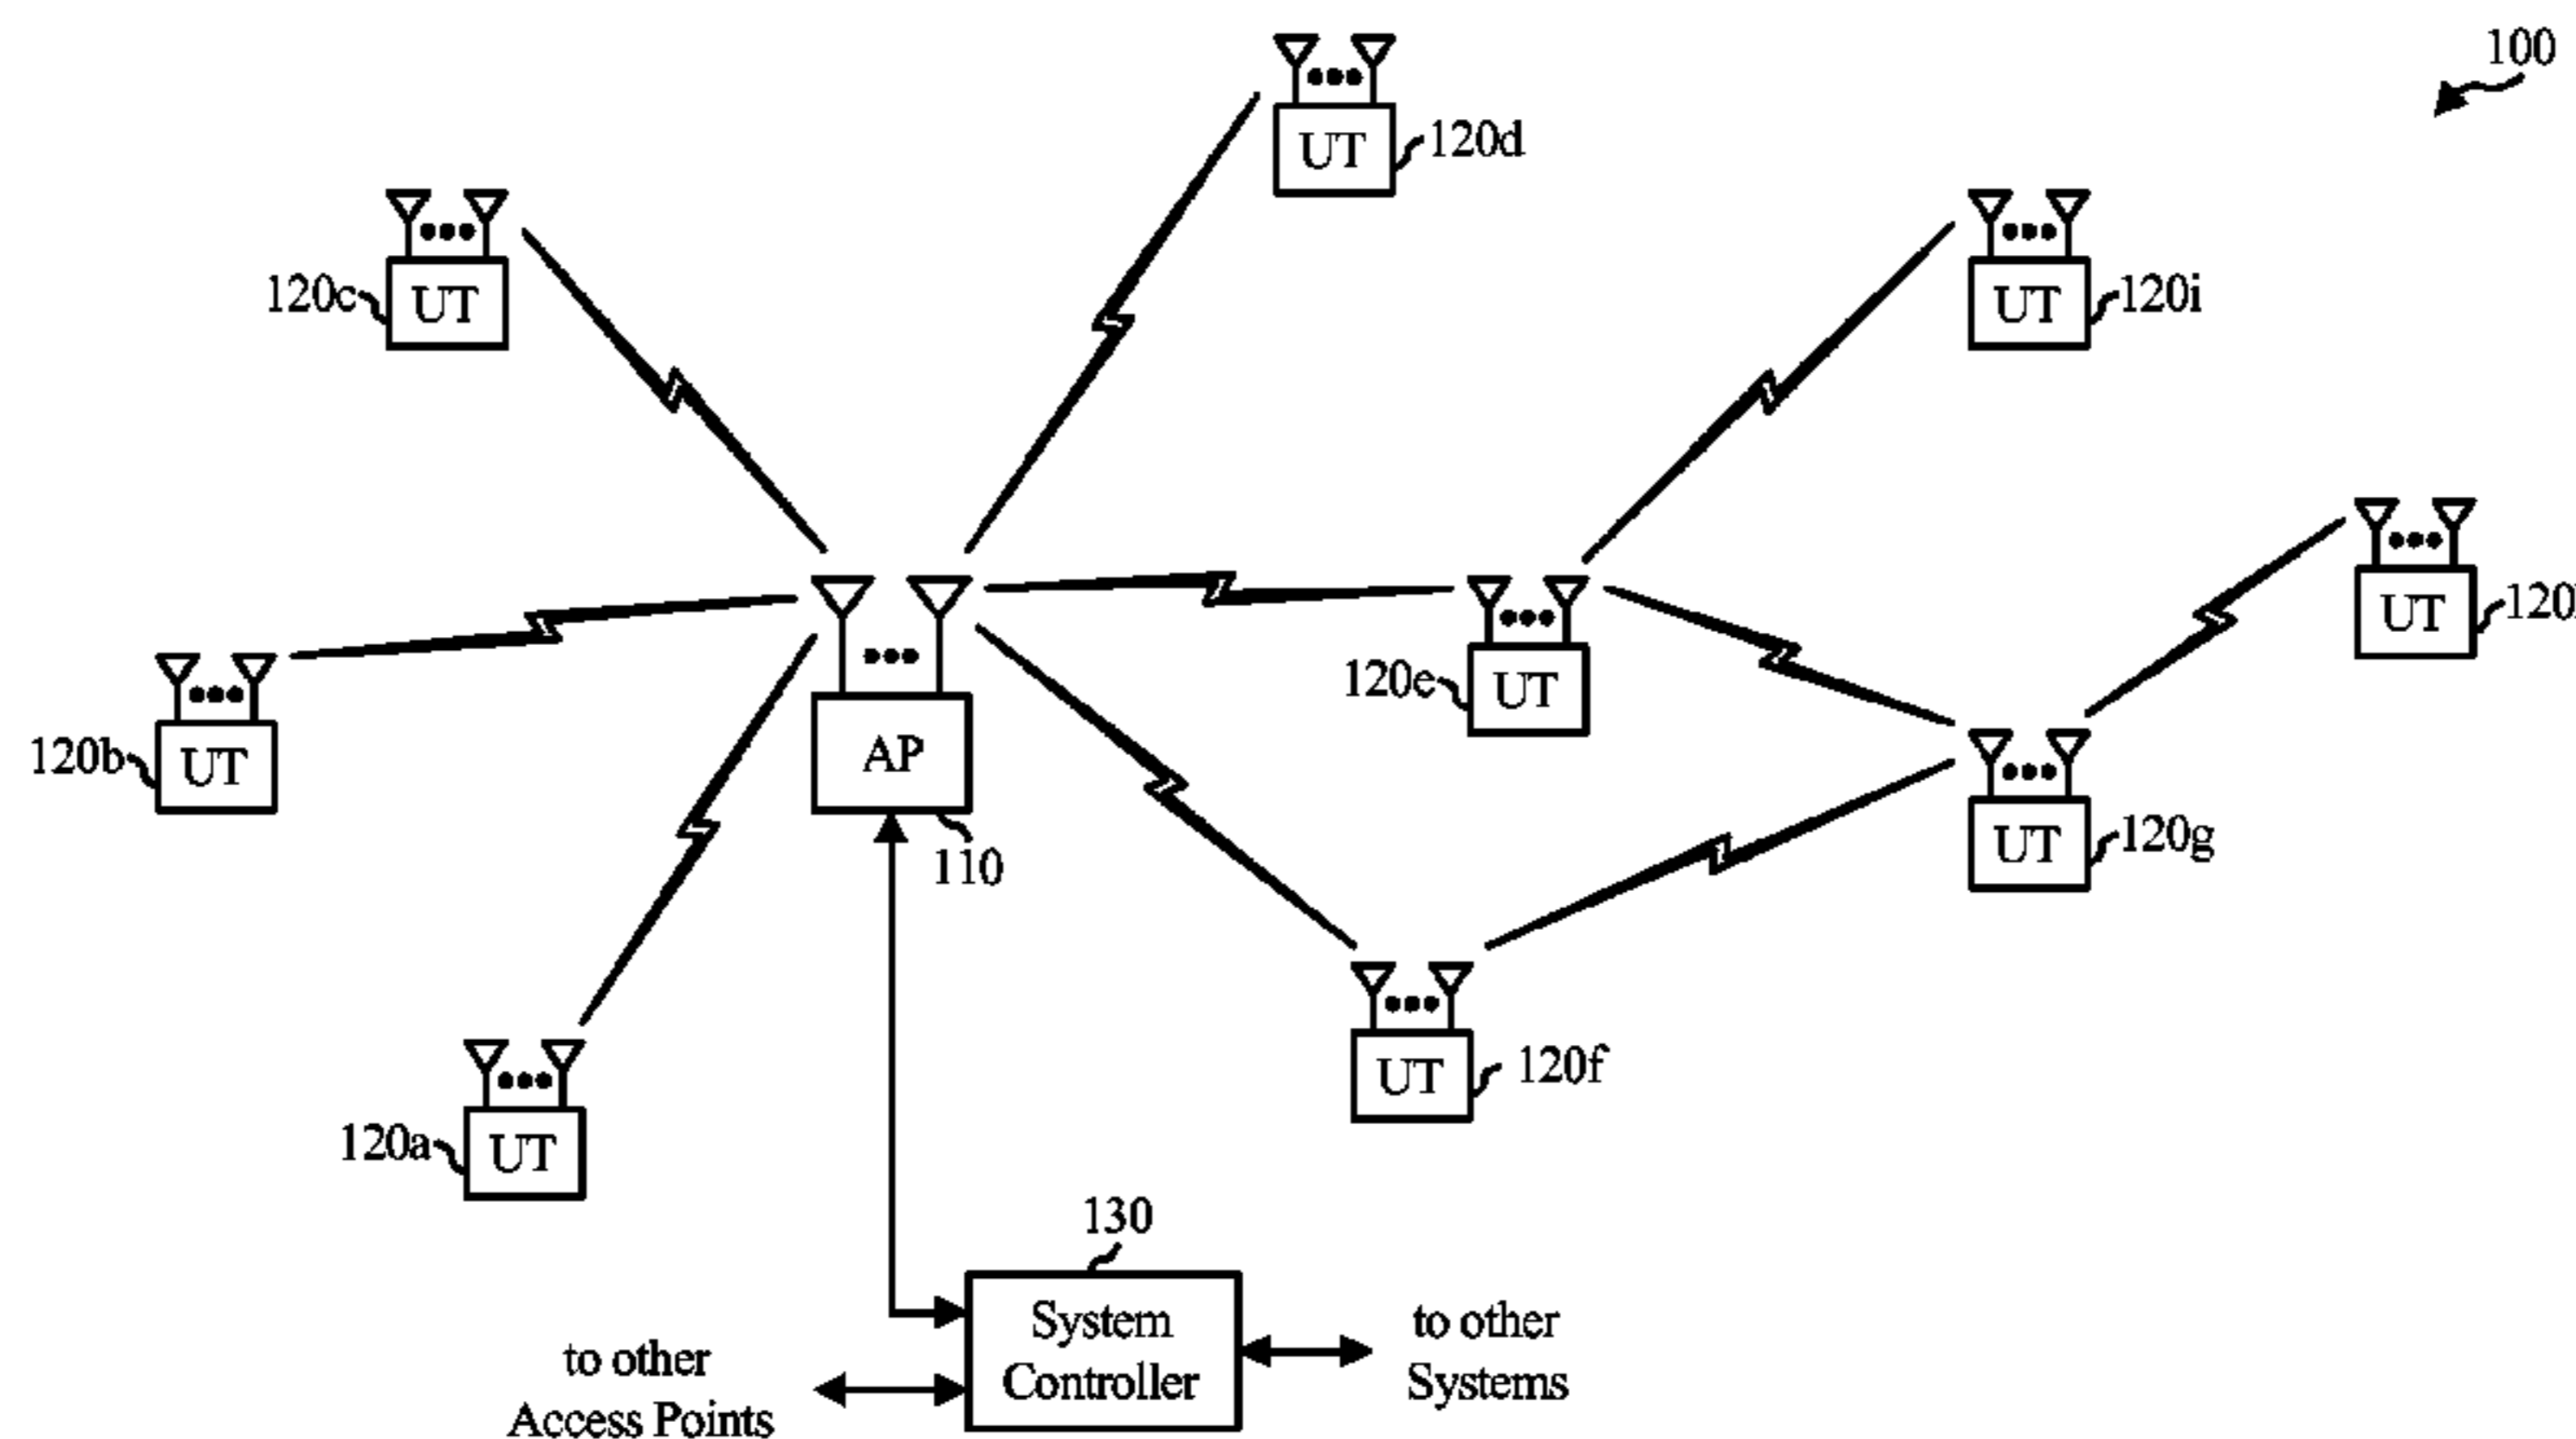 100
UT
120d
UT
120c
UT
120i
UT
120
UT
120e
UT
120b
AP
110
UT
120g
UT
120f
UT
120a
130
System
Controller
to other
Access Points
to other
Systems